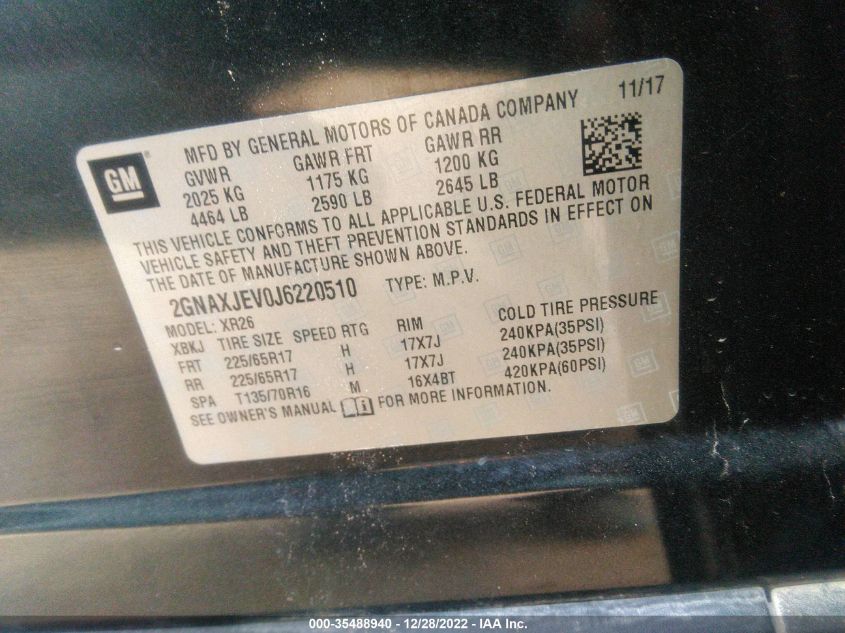 11/17
GM
MFD BY GENERAL MOTORS OF CANADA COMPANY
GVWR GAWR FRT GAWR RR
2025 KG 1175 KG 1200 KG
4464 LB 2590 LB 2645 LB
THIS VEHICLE CONFORMS TO ALL APPLICABLE U.S. FEDERAL MOTOR
VEHICLE SAFETY AND THEFT PREVENTION STANDARDS IN EFFECT ON
THE DATE OF MANUFACTURE SHOWN ABOVE.
2GNAXJEV0J6220510 TYPE: M.P.V.
MODEL: XR26
XBKJ TIRE SIZE SPEED RTG RIM COLD TIRE PRESSURE
FRT 225/65R17 H 17X7J 240KPA(35PSI)
RR 225/65R17 H 17X7J 240KPA(35PSI)
SPA T135/70R16 M 16X4BT 420KPA(60PSI)
SEE OWNER'S MANUAL FOR MORE INFORMATION.
000-35488940 - 12/28/2022 - IAA Inc.